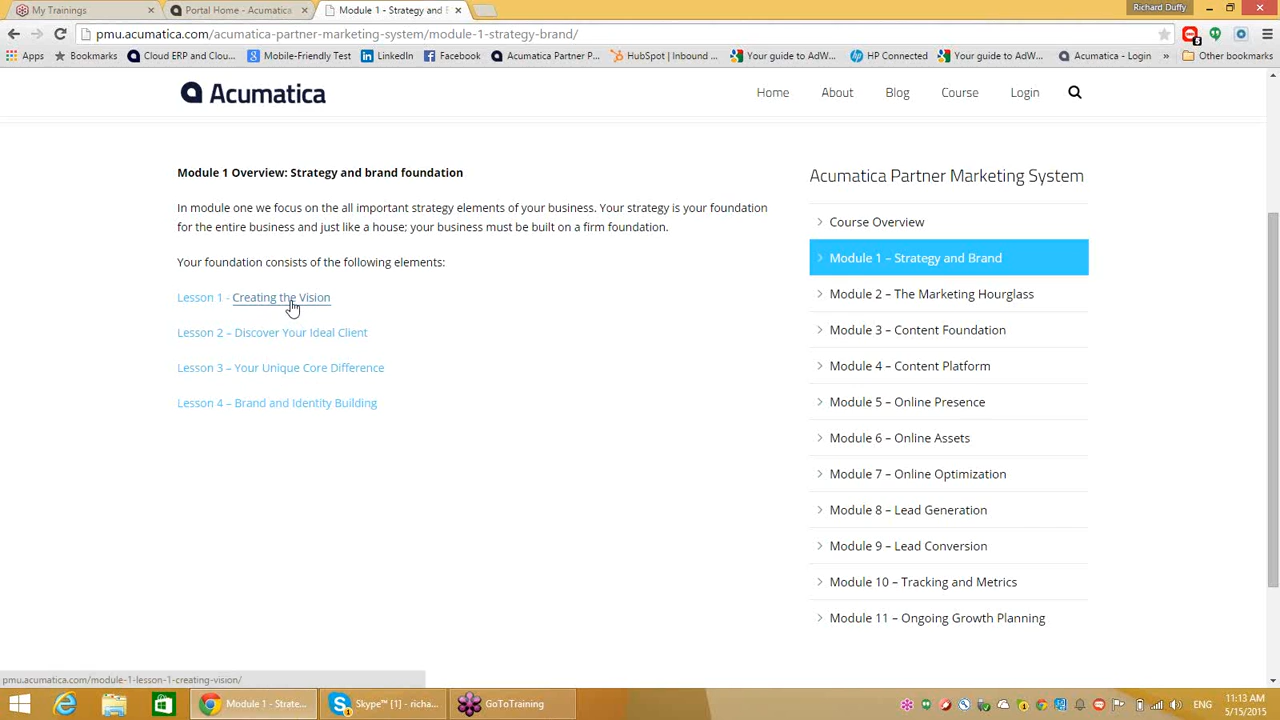 My Trainings
Portal Home - Acumatica
Module 1 - Strategy and
Richard Duffy
pmu.acumatica.com/acumatica-partner-marketing-system/module-1-strategy-brand/
Apps
Bookmarks
Cloud ERP and Clou...
Mobile-Friendly Test
LinkedIn
Facebook
Acumatica Partner P...
HubSpot | Inbound ...
Your guide to AdW...
HP Connected
Your guide to AdW...
Acumatica - Login
»
Other bookmarks
Acumatica
Home
About
Blog
Course
Login
Module 1 Overview: Strategy and brand foundation
In module one we focus on the all important strategy elements of your business. Your strategy is your foundation
for the entire business and just like a house; your business must be built on a firm foundation.
Your foundation consists of the following elements:
Lesson 1 - Creating the Vision
Lesson 2 – Discover Your Ideal Client
Lesson 3 – Your Unique Core Difference
Lesson 4 – Brand and Identity Building
Acumatica Partner Marketing System
Course Overview
Module 1 – Strategy and Brand
Module 2 – The Marketing Hourglass
Module 3 – Content Foundation
Module 4 – Content Platform
Module 5 – Online Presence
Module 6 – Online Assets
Module 7 – Online Optimization
Module 8 – Lead Generation
Module 9 – Lead Conversion
Module 10 – Tracking and Metrics
Module 11 – Ongoing Growth Planning
pmu.acumatica.com/module-1-lesson-1-creating-vision/
Module 1 - Strate...
Skype™ [1] - richa...
GoToTraining
ENG
11:13 AM
5/15/2015